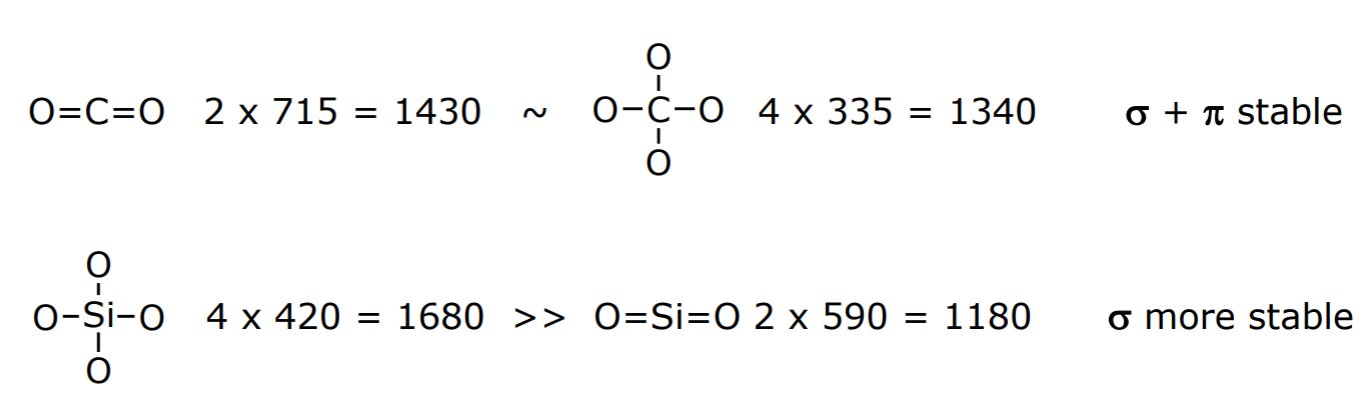 O
O=C=O 2 x 715 = 1430 ~ O–C–O 4 x 335 = 1340 σ + π stable
O
O
O–Si–O 4 x 420 = 1680 >> O=Si=O 2 x 590 = 1180 σ more stable
O